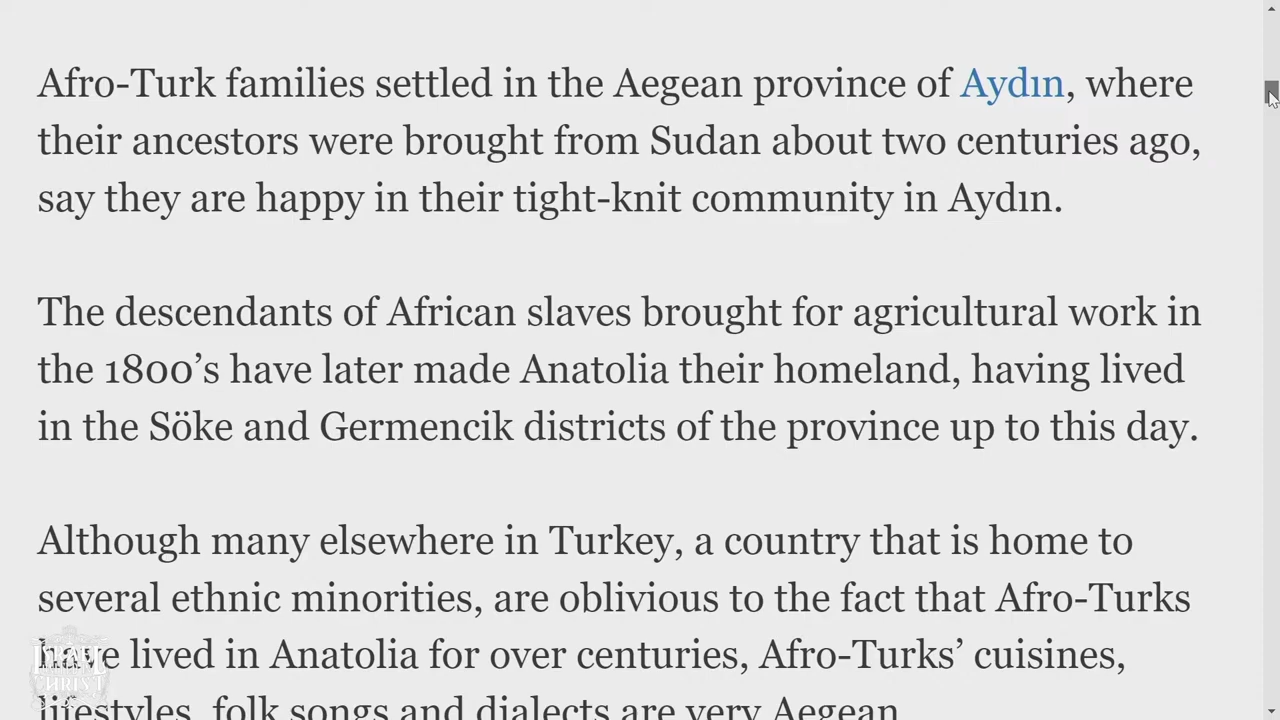 Afro-Turk families settled in the Aegean province of Aydın, where
their ancestors were brought from Sudan about two centuries ago,
say they are happy in their tight-knit community in Aydın.
The descendants of African slaves brought for agricultural work in
the 1800’s have later made Anatolia their homeland, having lived
in the Söke and Germencik districts of the province up to this day.
Although many elsewhere in Turkey, a country that is home to
several ethnic minorities, are oblivious to the fact that Afro-Turks
have lived in Anatolia for over centuries, Afro-Turks’ cuisines,
lifestyles, folk songs and dialects are very Aegean
ISRAEL
CHRIST